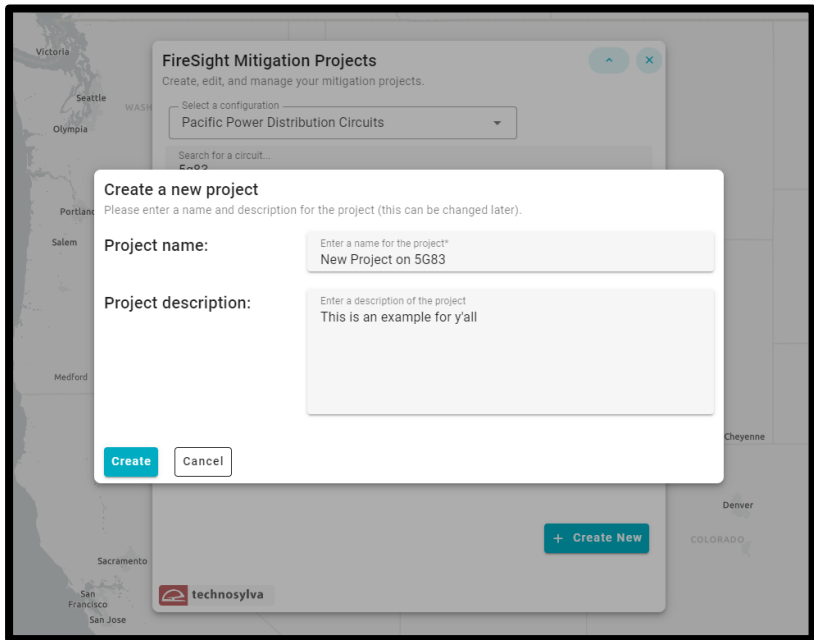 Victoria
Seattle
WASH
Olympia
Portland
Salem
Medford
Sacramento
San
Francisco
San Jose
Cheyenne
Denver
COLORADO
FireSight Mitigation Projects
Create, edit, and manage your mitigation projects.
Select a configuration
Pacific Power Distribution Circuits
Search for a circuit...
5g83
Create a new project
Please enter a name and description for the project (this can be changed later).
Project name:
Enter a name for the project*
New Project on 5G83
Project description:
Enter a description of the project
This is an example for y'all
Create
Cancel
+ Create New
technosylva